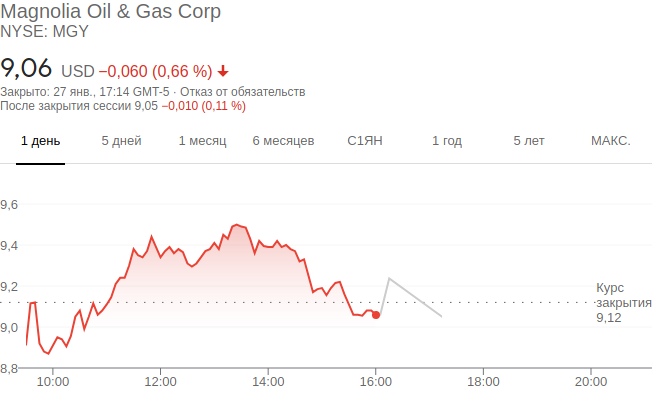 Magnolia Oil & Gas Corp
NYSE: MGY
9,06 USD −0,060 (0,66 %)
Закрыто: 27 янв., 17:14 GMT-5 · Отказ от обязательств
После закрытия сессии 9,05 −0,010 (0,11 %)
1 день 5 дней 1 месяц 6 месяцев С1ЯН 1 год 5 лет МАКС.
9,6
9,4
9,2
Курс
закрытия
9,12
9,0
8,8
10:00 12:00 14:00 16:00 18:00 20:00